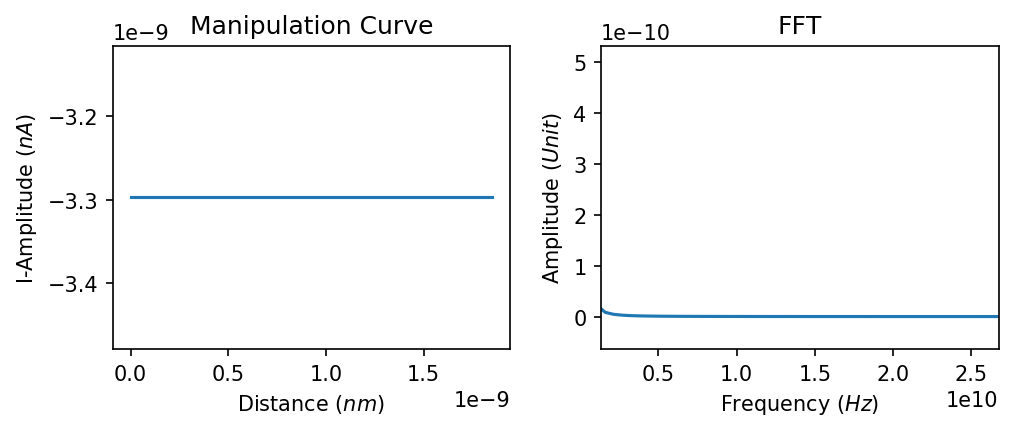 Manipulation Curve
1e−9
−3.2
−3.3
−3.4
I-Amplitude (nA)
0.0 0.5 1.0 1.5
1e−9
Distance (nm)
FFT
1e−10
5
4
3
2
1
0
Amplitude (Unit)
0.5 1.0 1.5 2.0 2.5
1e10
Frequency (Hz)